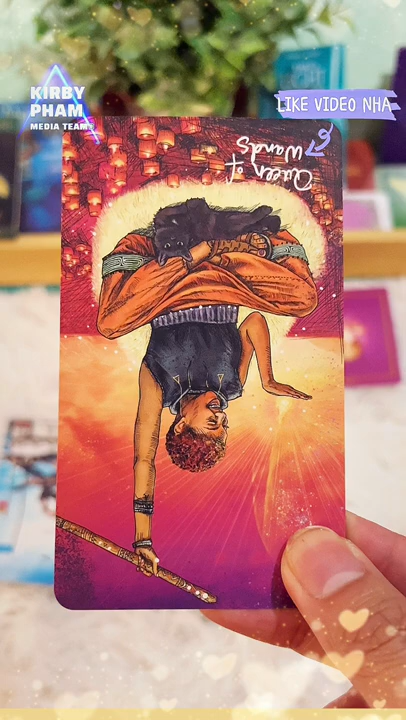 KIRBY
PHAM
MEDIA TEAM®
LIKE VIDEO NHA
Queen of
Wands